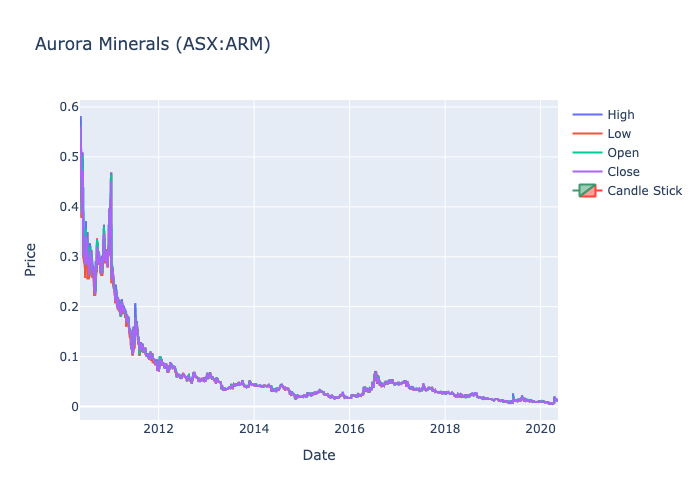 Aurora Minerals (ASX:ARM)
0.6
0.5
0.4
0.3
0.2
0.1
0
Price
2012
2014
2016
2018
2020
Date
High
Low
Open
Close
Candle Stick